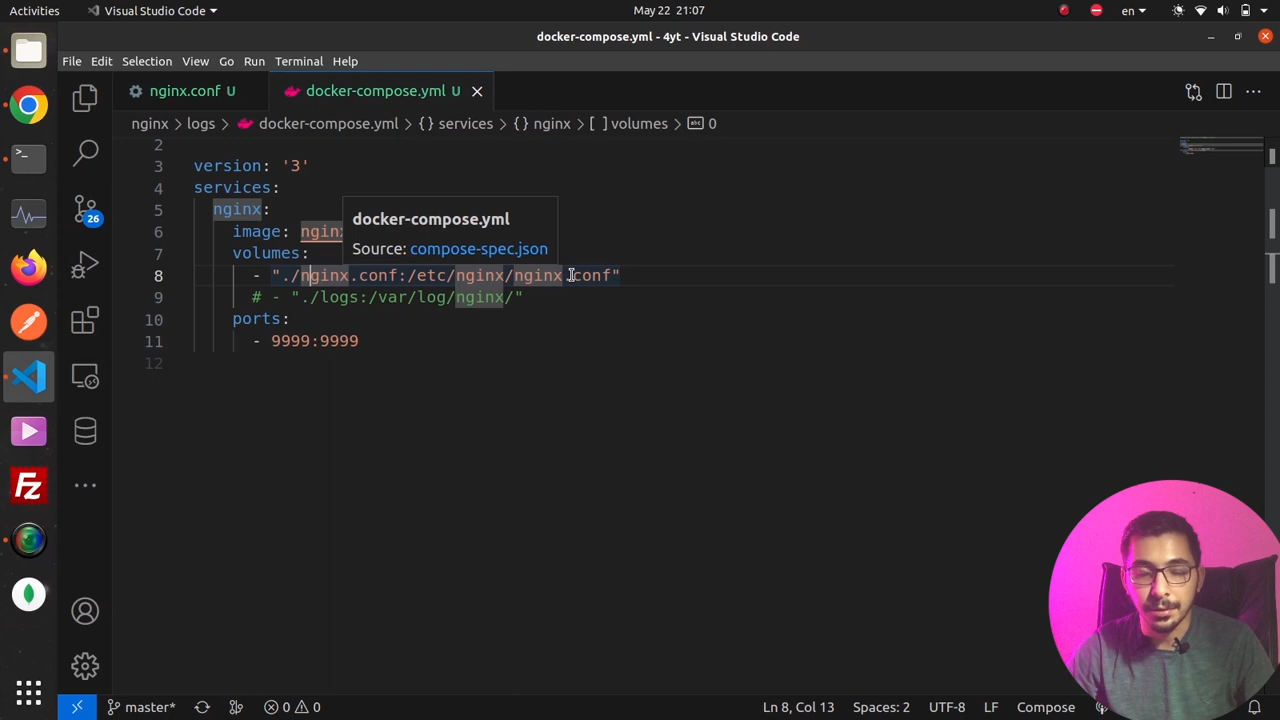 Activities
Visual Studio Code
May 22 21:07
en
docker-compose.yml - 4yt - Visual Studio Code
File Edit Selection View Go Run Terminal Help
nginx.conf U
docker-compose.yml U
nginx > logs > docker-compose.yml > {} services > {} nginx > [ ] volumes > abc 0
2
3 version: '3'
4 services:
5 nginx:
6 image: nginx
7 volumes:
8 - "./nginx.conf:/etc/nginx/nginx.conf"
9 # - "./logs:/var/log/nginx/"
10 ports:
11 - 9999:9999
12
docker-compose.yml
Source: compose-spec.json
26
Fz
master*
0 0
Ln 8, Col 13
Spaces: 2
UTF-8
LF
Compose